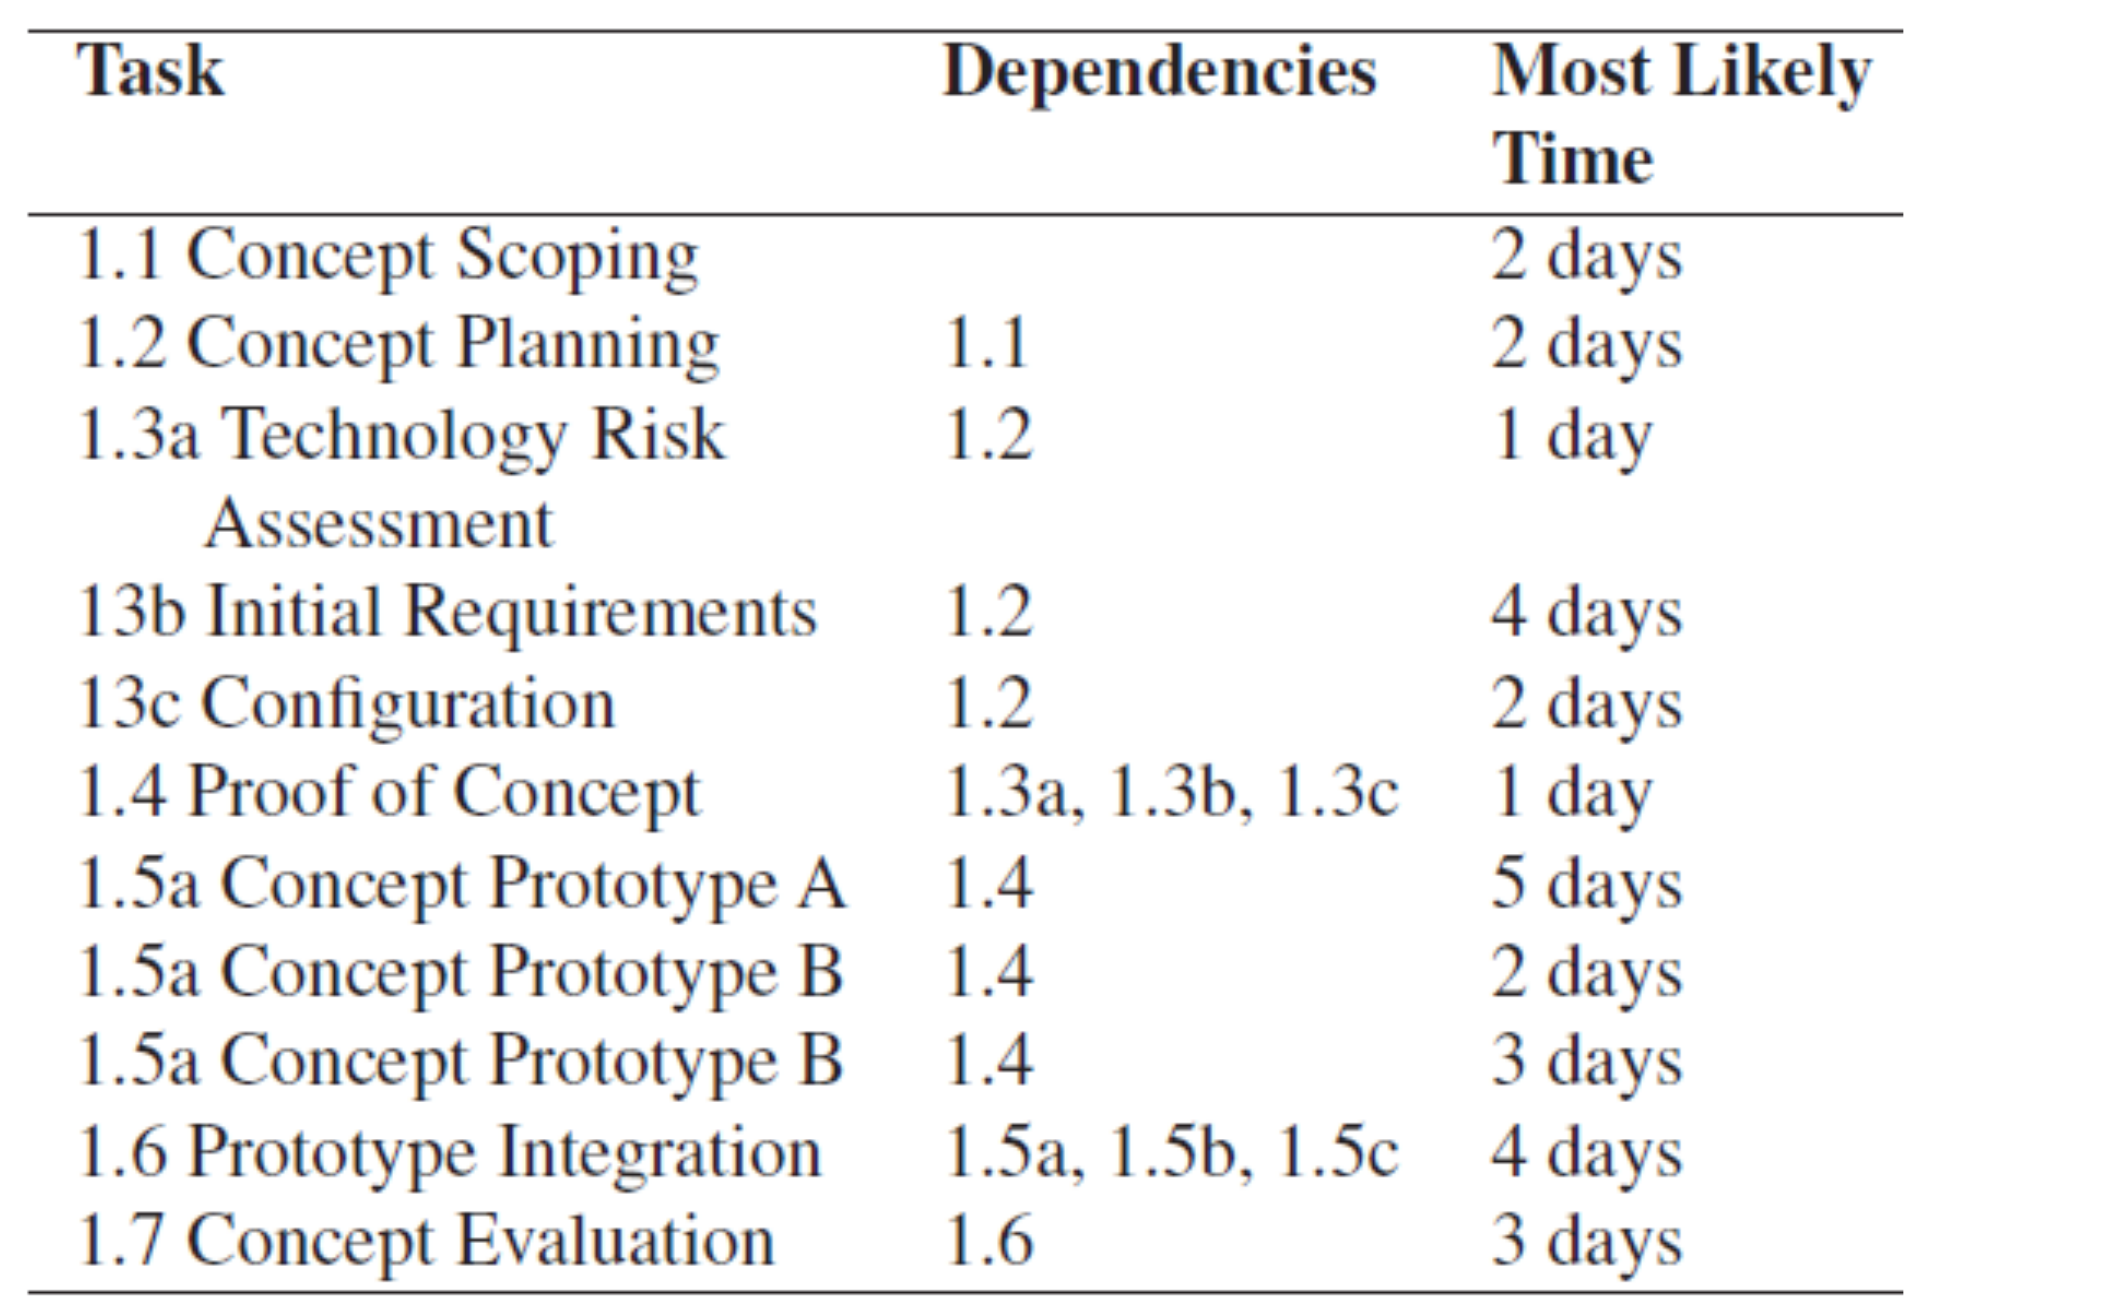 Task Dependencies Most Likely
Time
1.1 Concept Scoping 2 days
1.2 Concept Planning 1.1 2 days
1.3a Technology Risk 1.2 1 day
Assessment
13b Initial Requirements 1.2 4 days
13c Configuration 1.2 2 days
1.4 Proof of Concept 1.3a, 1.3b, 1.3c 1 day
1.5a Concept Prototype A 1.4 5 days
1.5a Concept Prototype B 1.4 2 days
1.5a Concept Prototype B 1.4 3 days
1.6 Prototype Integration 1.5a, 1.5b, 1.5c 4 days
1.7 Concept Evaluation 1.6 3 days